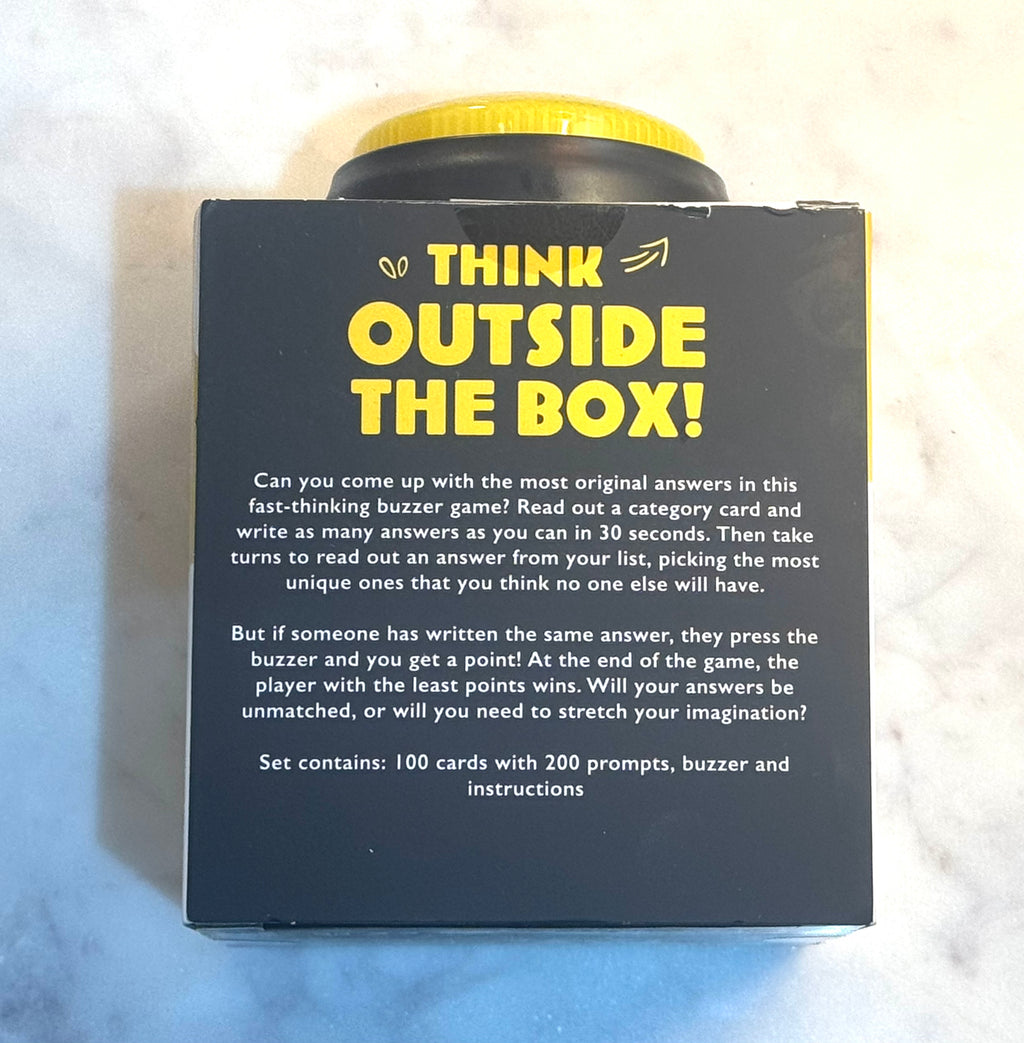 THINK
OUTSIDE
THE BOX!
Can you come up with the most original answers in this
fast-thinking buzzer game? Read out a category card and
write as many answers as you can in 30 seconds. Then take
turns to read out an answer from your list, picking the most
unique ones that you think no one else will have.
But if someone has written the same answer, they press the
buzzer and you get a point! At the end of the game, the
player with the least points wins. Will your answers be
unmatched, or will you need to stretch your imagination?
Set contains: 100 cards with 200 prompts, buzzer and
instructions